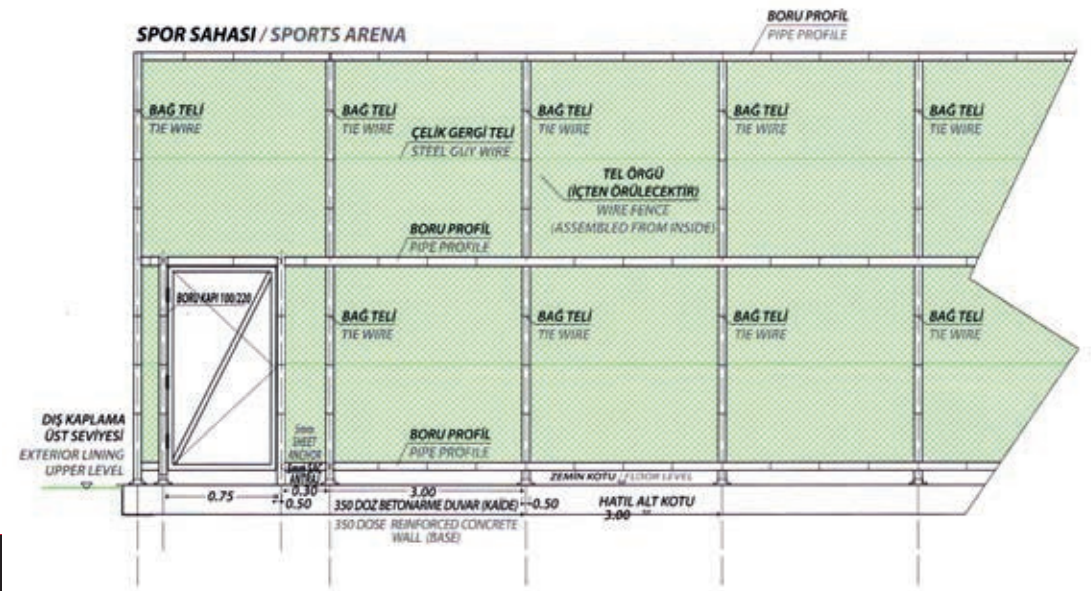 SPOR SAHASI / SPORTS ARENA
BORU PROFİL
PIPE PROFILE
BAĞ TELİ
TIE WIRE
BAĞ TELİ
TIE WIRE
ÇELİK GERGİ TELİ
STEEL GUY WIRE
BAĞ TELİ
TIE WIRE
BAĞ TELİ
TIE WIRE
BAĞ TELİ
TIE WIRE
TEL ÖRGÜ
(İÇTEN ÖRÜLECEKTİR)
WIRE FENCE
(ASSEMBLED FROM INSIDE)
BORU PROFİL
PIPE PROFILE
BORU KAPI 100/220
BAĞ TELİ
TIE WIRE
BAĞ TELİ
TIE WIRE
BAĞ TELİ
TIE WIRE
BAĞ TELİ
TIE WIRE
DIŞ KAPLAMA
ÜST SEVİYESİ
EXTERIOR LINING
UPPER LEVEL
5mm
SHEET
ANCHOR
5mm SAC
ANKRAJ
BORU PROFİL
PIPE PROFILE
ZEMİN KOTU / FLOOR LEVEL
0.75
0.30
0.50
3.00
350 DOZ BETONARME DUVAR (KAİDE)
350 DOSE REINFORCED CONCRETE
WALL (BASE)
0.50
HATIL ALT KOTU
3.00